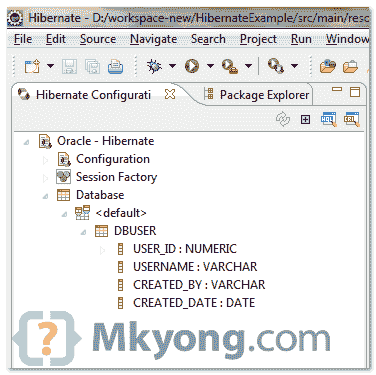 Hibernate - D:/workspace-new/HibernateExample/src/main/reso
File Edit Source Navigate Search Project Run Window
Hibernate Configurati Package Explorer
Oracle - Hibernate
Configuration
Session Factory
Database
<default>
DBUSER
USER_ID : NUMERIC
USERNAME : VARCHAR
CREATED_BY : VARCHAR
CREATED_DATE : DATE
{?} Mkyong.com